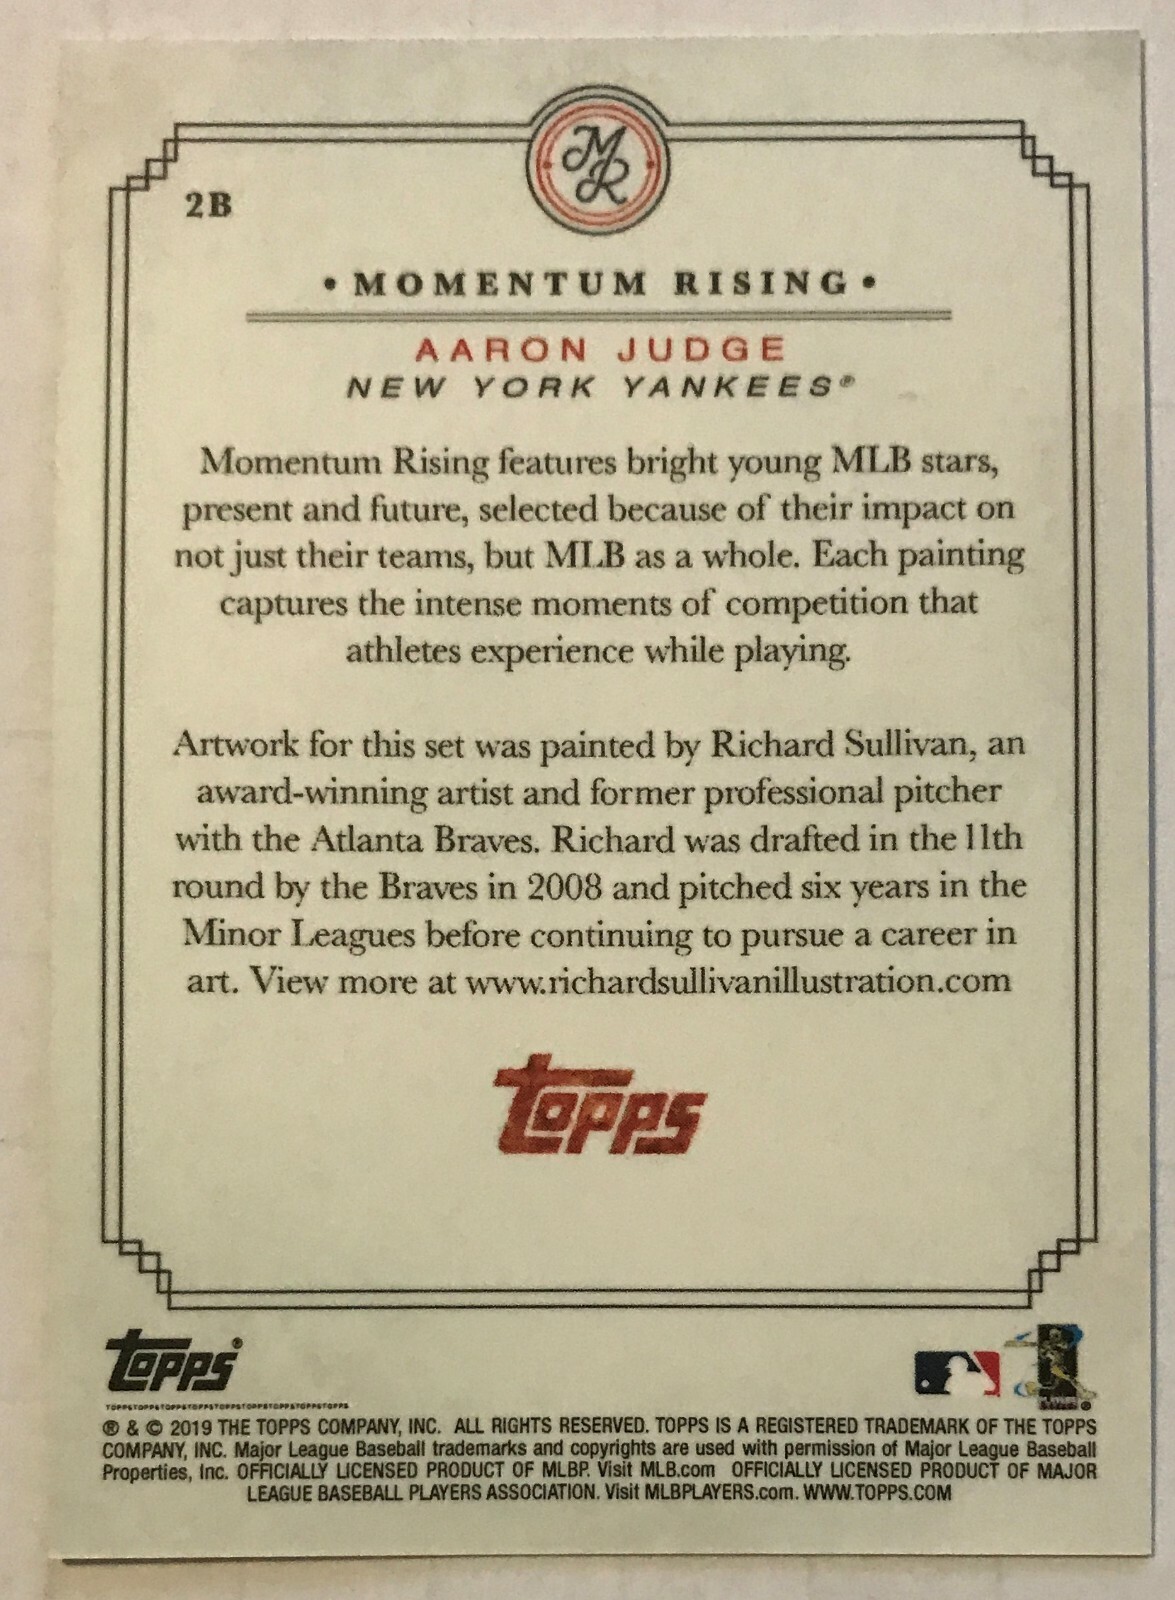 MR
2B
• MOMENTUM RISING •
AARON JUDGE
NEW YORK YANKEES®
Momentum Rising features bright young MLB stars,
present and future, selected because of their impact on
not just their teams, but MLB as a whole. Each painting
captures the intense moments of competition that
athletes experience while playing.
Artwork for this set was painted by Richard Sullivan, an
award-winning artist and former professional pitcher
with the Atlanta Braves. Richard was drafted in the 11th
round by the Braves in 2008 and pitched six years in the
Minor Leagues before continuing to pursue a career in
art. View more at www.richardsullivanillustration.com
topps
topps®
TOPPSTOPPSTOPPSTOPPSTOPPSTOPPSTOPPSTOPPSTOPPS
® & © 2019 THE TOPPS COMPANY, INC. ALL RIGHTS RESERVED. TOPPS IS A REGISTERED TRADEMARK OF THE TOPPS
COMPANY, INC. Major League Baseball trademarks and copyrights are used with permission of Major League Baseball
Properties, Inc. OFFICIALLY LICENSED PRODUCT OF MLBP. Visit MLB.com OFFICIALLY LICENSED PRODUCT OF MAJOR
LEAGUE BASEBALL PLAYERS ASSOCIATION. Visit MLBPLAYERS.com. WWW.TOPPS.COM